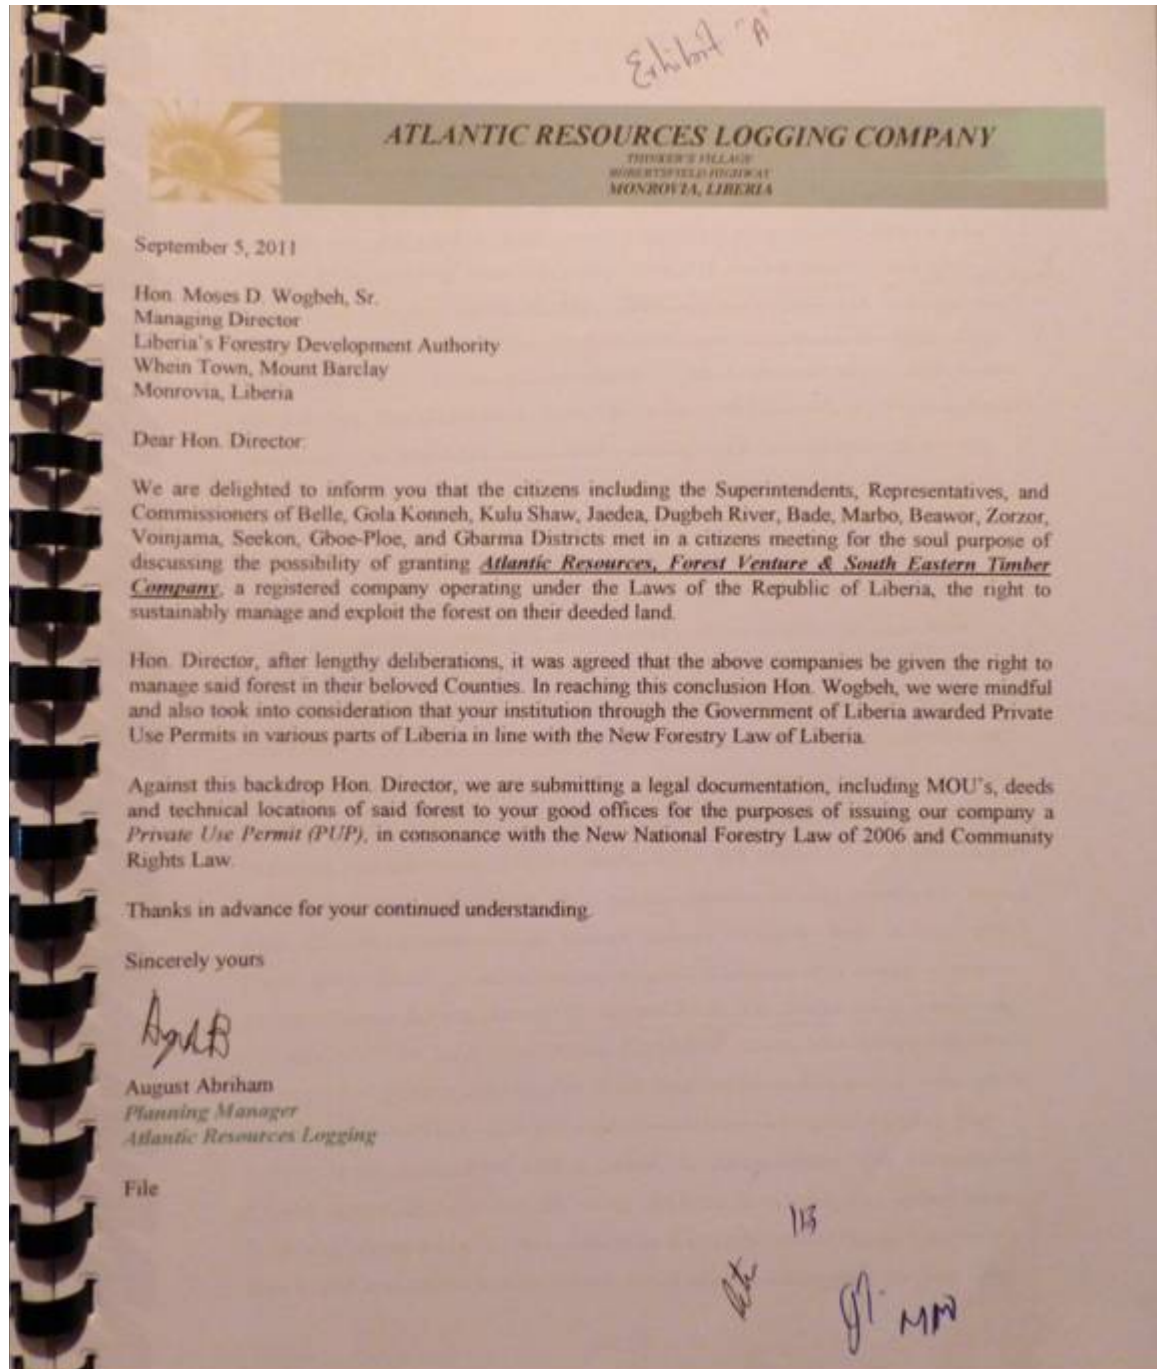 Exhibit "A"
ATLANTIC RESOURCES LOGGING COMPANY
THINKER'S VILLAGE
ROBERTSFIELD HIGHWAY
MONROVIA, LIBERIA
September 5, 2011
Hon. Moses D. Wogbeh, Sr.
Managing Director
Liberia's Forestry Development Authority
Whein Town, Mount Barclay
Monrovia, Liberia
Dear Hon. Director:
We are delighted to inform you that the citizens including the Superintendents, Representatives, and
Commissioners of Belle, Gola Konneh, Kulu Shaw, Jaedea, Dugbeh River, Bade, Marbo, Beawor, Zorzor,
Voinjama, Seekon, Gboe-Ploe, and Gbarma Districts met in a citizens meeting for the soul purpose of
discussing the possibility of granting Atlantic Resources, Forest Venture & South Eastern Timber
Company, a registered company operating under the Laws of the Republic of Liberia, the right to
sustainably manage and exploit the forest on their deeded land.
Hon. Director, after lengthy deliberations, it was agreed that the above companies be given the right to
manage said forest in their beloved Counties. In reaching this conclusion Hon. Wogbeh, we were mindful
and also took into consideration that your institution through the Government of Liberia awarded Private
Use Permits in various parts of Liberia in line with the New Forestry Law of Liberia.
Against this backdrop Hon. Director, we are submitting a legal documentation, including MOU's, deeds
and technical locations of said forest to your good offices for the purposes of issuing our company a
Private Use Permit (PUP), in consonance with the New National Forestry Law of 2006 and Community
Rights Law.
Thanks in advance for your continued understanding.
Sincerely yours
August Abriham
Planning Manager
Atlantic Resources Logging
File